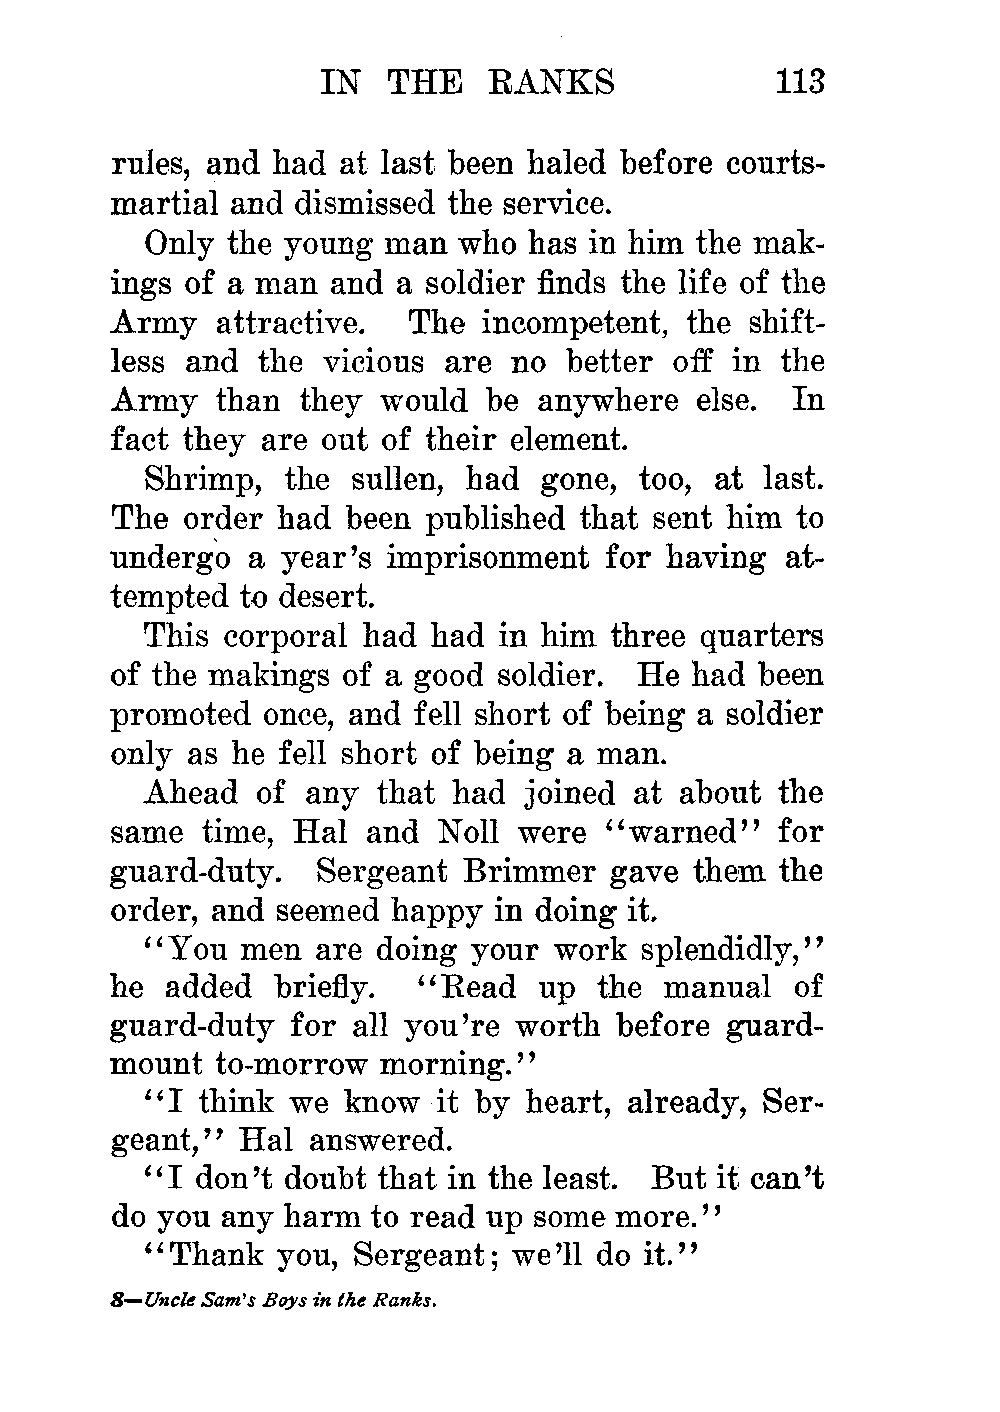 IN THE RANKS 113
rules, and had at last been haled before courts-
martial and dismissed the service.
Only the young man who has in him the mak-
ings of a man and a soldier finds the life of the
Army attractive. The incompetent, the shift-
less and the vicious are no better off in the
Army than they would be anywhere else. In
fact they are out of their element.
Shrimp, the sullen, had gone, too, at last.
The order had been published that sent him to
undergo a year's imprisonment for having at-
tempted to desert.
This corporal had had in him three quarters
of the makings of a good soldier. He had been
promoted once, and fell short of being a soldier
only as he fell short of being a man.
Ahead of any that had joined at about the
same time, Hal and Noll were "warned" for
guard-duty. Sergeant Brimmer gave them the
order, and seemed happy in doing it.
"You men are doing your work splendidly,"
he added briefly. "Read up the manual of
guard-duty for all you're worth before guard-
mount to-morrow morning."
"I think we know it by heart, already, Ser-
geant," Hal answered.
"I don't doubt that in the least. But it can't
do you any harm to read up some more."
"Thank you, Sergeant; we'll do it."
8—Uncle Sam's Boys in the Ranks.